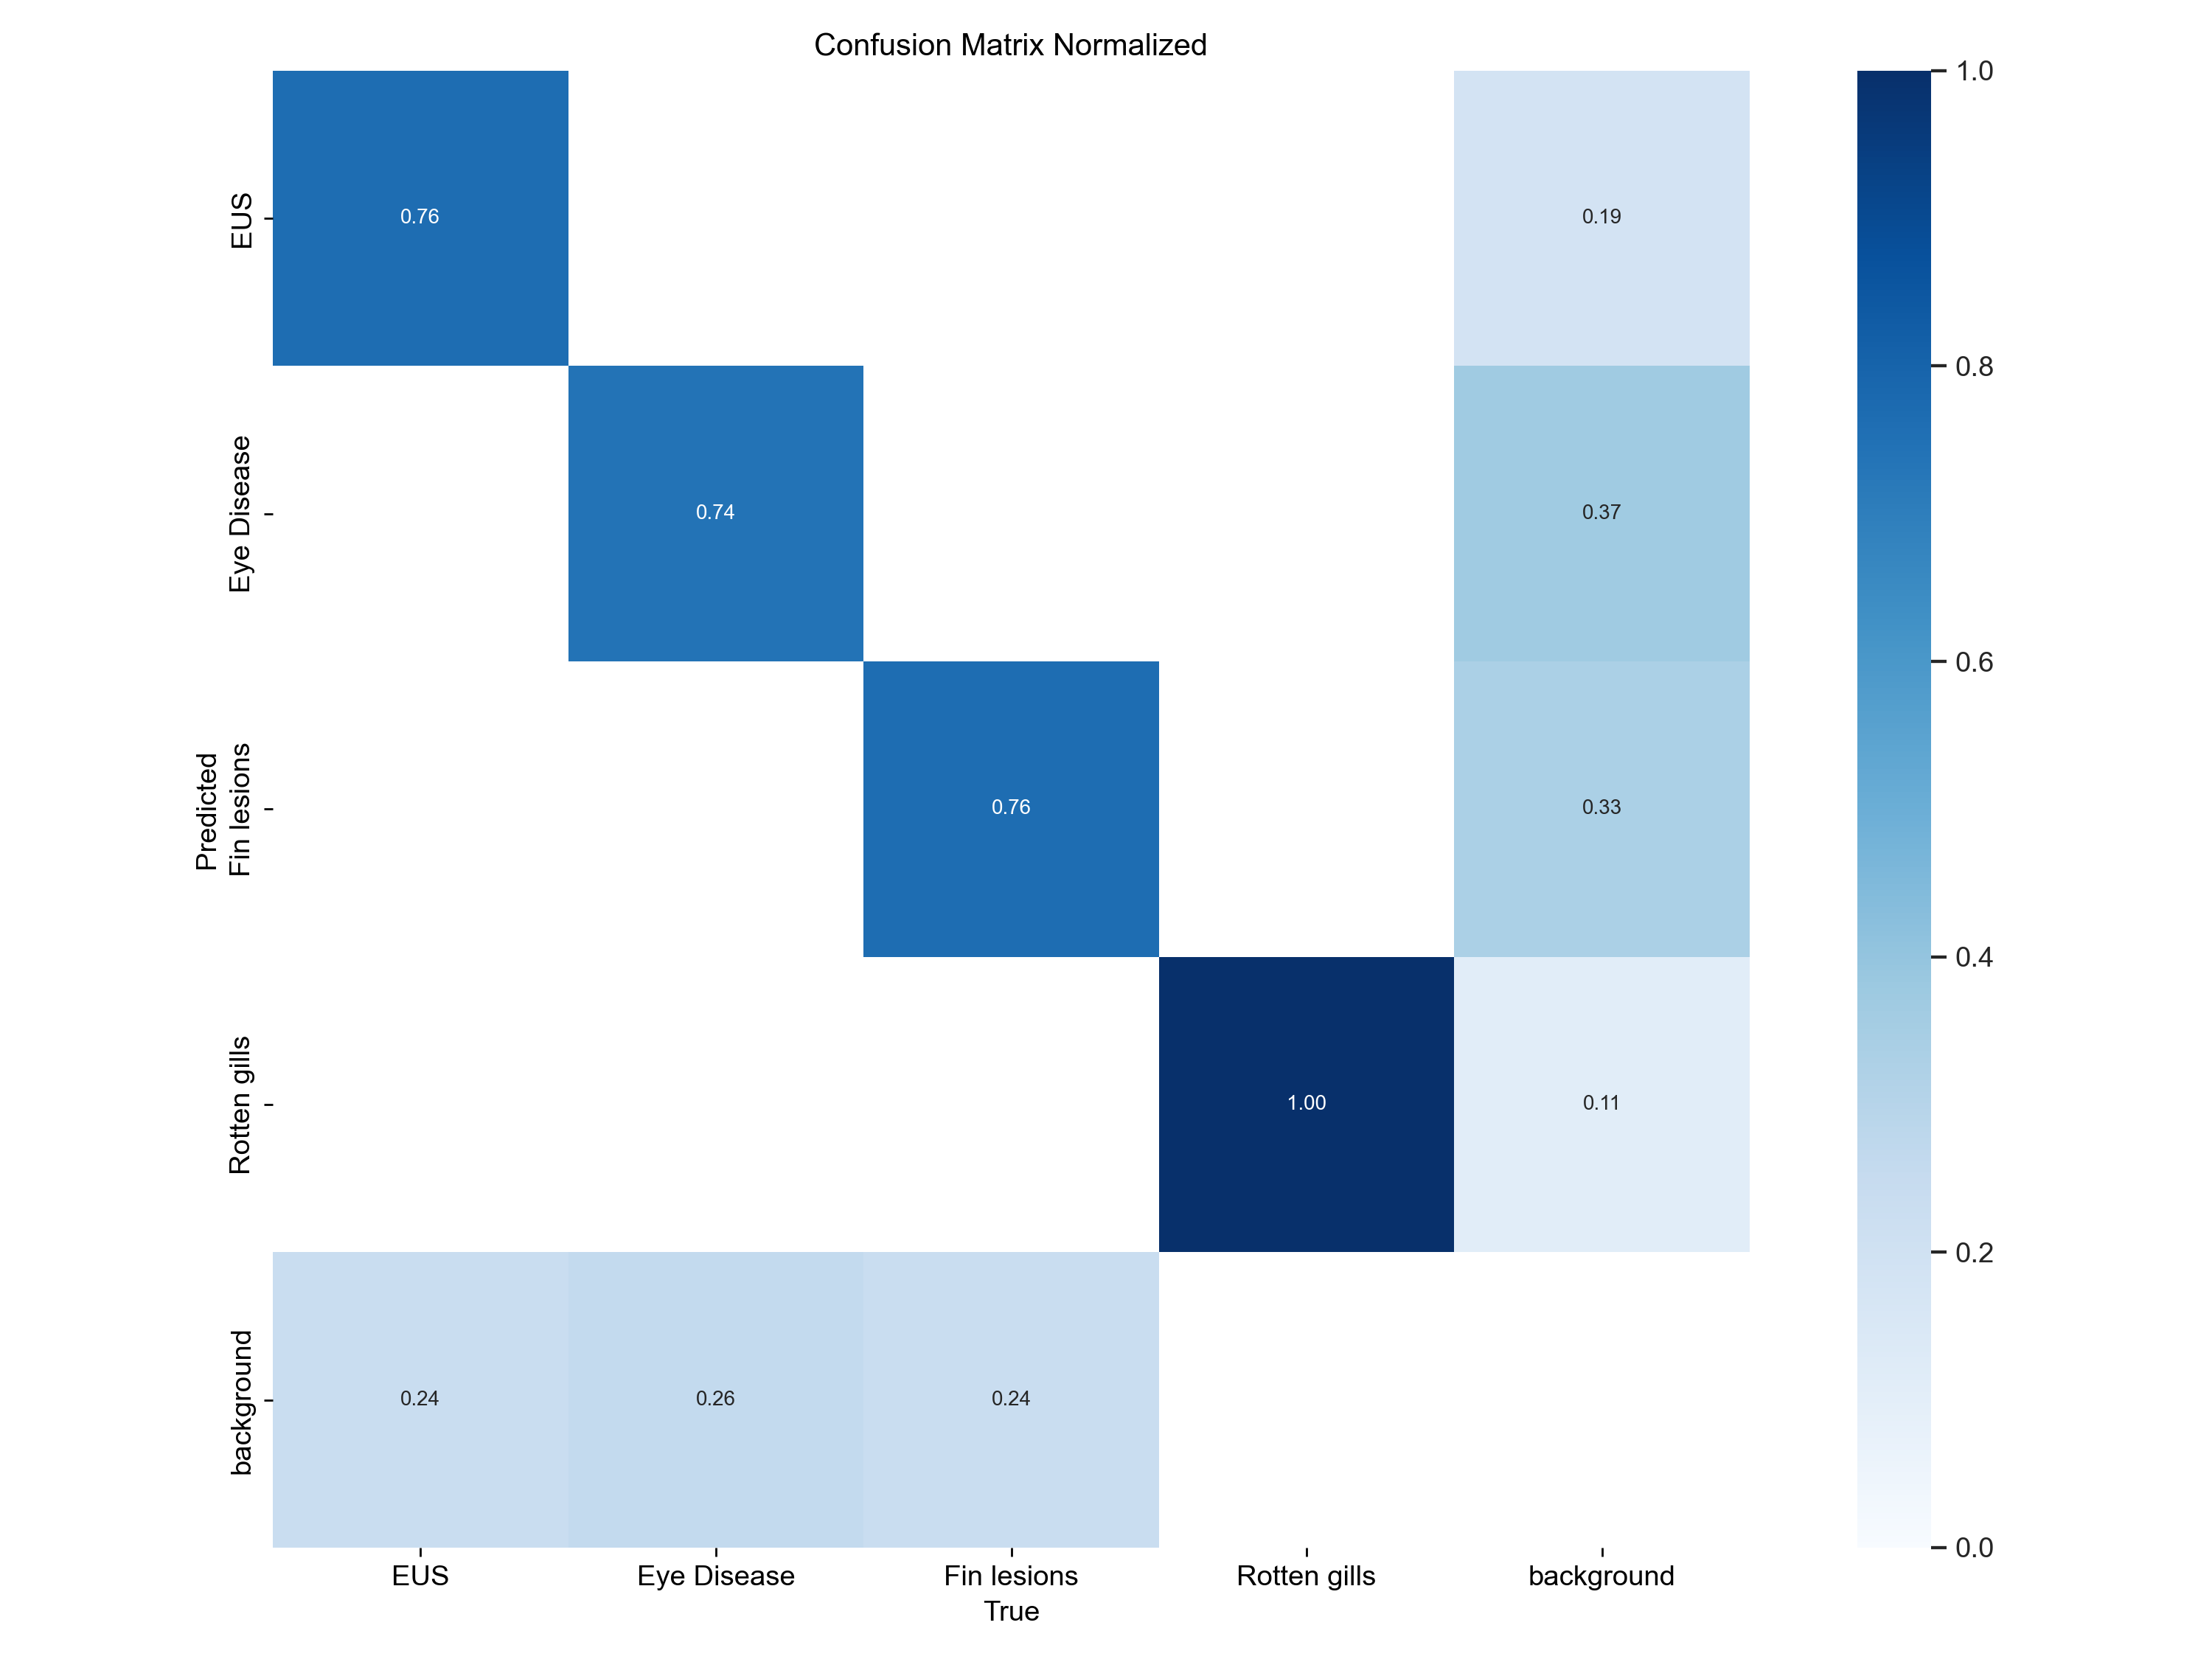 Confusion Matrix Normalized
EUS
0.76
0.19
Eye Disease
0.74
0.37
Predicted
Fin lesions
0.76
0.33
Rotten gills
1.00
0.11
background
0.24
0.26
0.24
EUS
Eye Disease
Fin lesions
Rotten gills
background
True
1.0
0.8
0.6
0.4
0.2
0.0